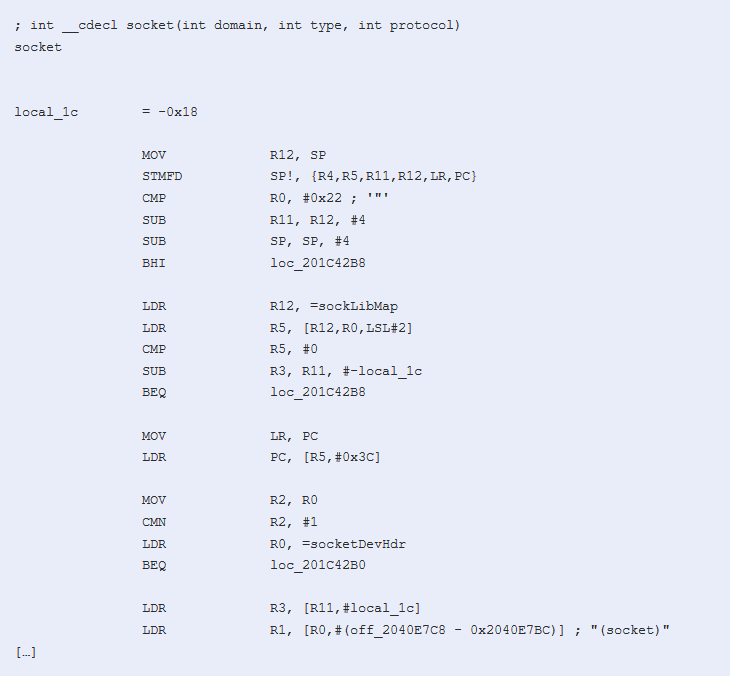 ; int __cdecl socket(int domain, int type, int protocol)
socket
local_1c = -0x18
MOV R12, SP
STMFD SP!, {R4,R5,R11,R12,LR,PC}
CMP R0, #0x22 ; '"'
SUB R11, R12, #4
SUB SP, SP, #4
BHI loc_201C42B8
LDR R12, =sockLibMap
LDR R5, [R12,R0,LSL#2]
CMP R5, #0
SUB R3, R11, #-local_1c
BEQ loc_201C42B8
MOV LR, PC
LDR PC, [R5,#0x3C]
MOV R2, R0
CMN R2, #1
LDR R0, =socketDevHdr
BEQ loc_201C42B0
LDR R3, [R11,#local_1c]
LDR R1, [R0,#(off_2040E7C8 - 0x2040E7BC)] ; "(socket)"
[…]